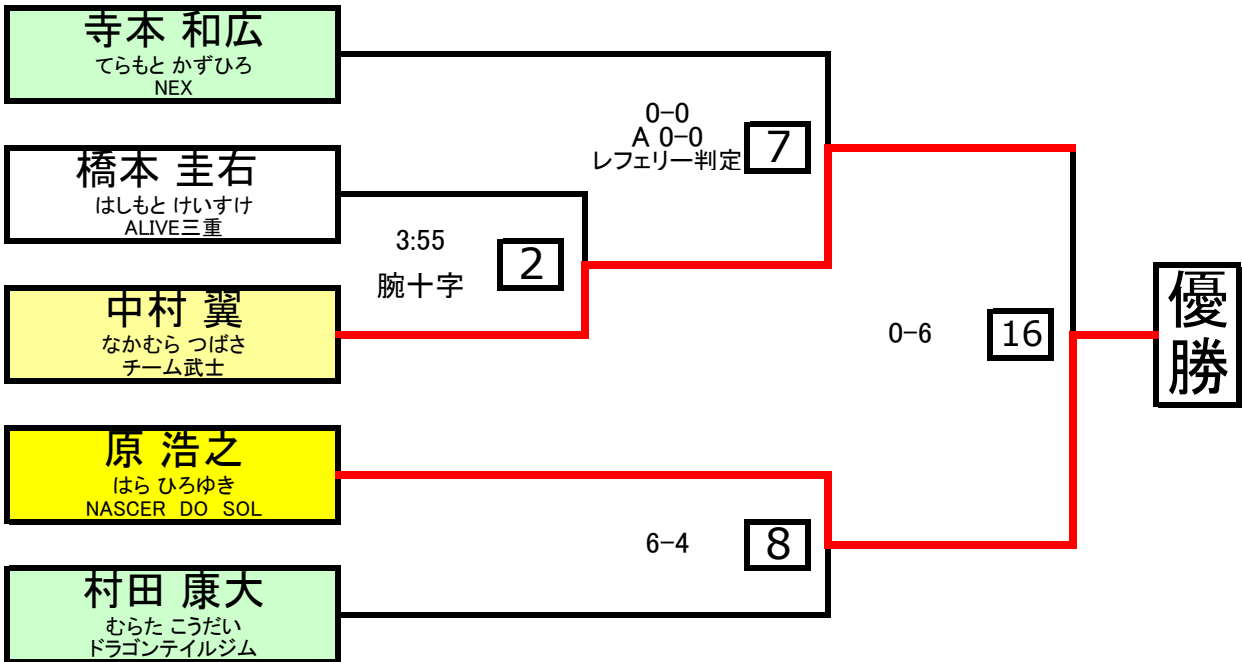 寺本 和広
てらもと かずひろ
NEX
橋本 圭右
はしもと けいすけ
ALIVE三重
中村 翼
なかむら つばさ
チーム武士
原 浩之
はら ひろゆき
NASCER DO SOL
村田 康大
むらた こうだい
ドラゴンテイルジム
3:55
腕十字
2
0-0
A 0-0
レフェリー判定
7
6-4
8
0-6
16
優
勝